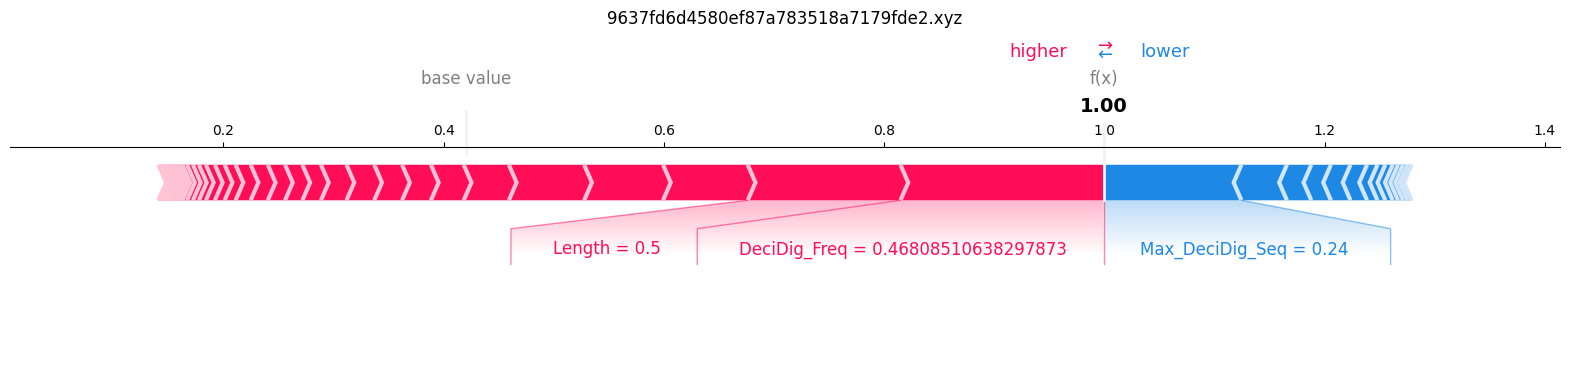 9637fd6d4580ef87a783518a7179fde2.xyz
higher ⇄ lower
base value f(x)
1.00
0.2 0.4 0.6 0.8 1.0 1.2 1.4
Length = 0.5 DeciDig_Freq = 0.46808510638297873 Max_DeciDig_Seq = 0.24